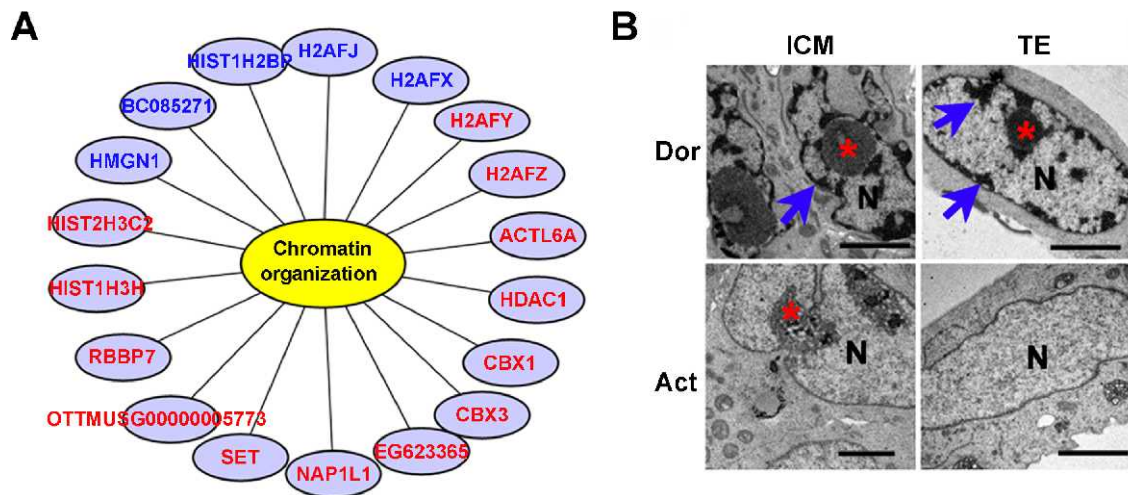 A
HIST1H2BP
H2AFJ
H2AFX
BC085271
H2AFY
HMGN1
H2AFZ
HIST2H3C2
ACTL6A
Chromatin
organization
HIST1H3H
HDAC1
RBBP7
CBX1
OTTMUSG00000005773
CBX3
SET
NAP1L1
EG623365
B
ICM
TE
Dor
*
N
*
N
Act
*
N
N